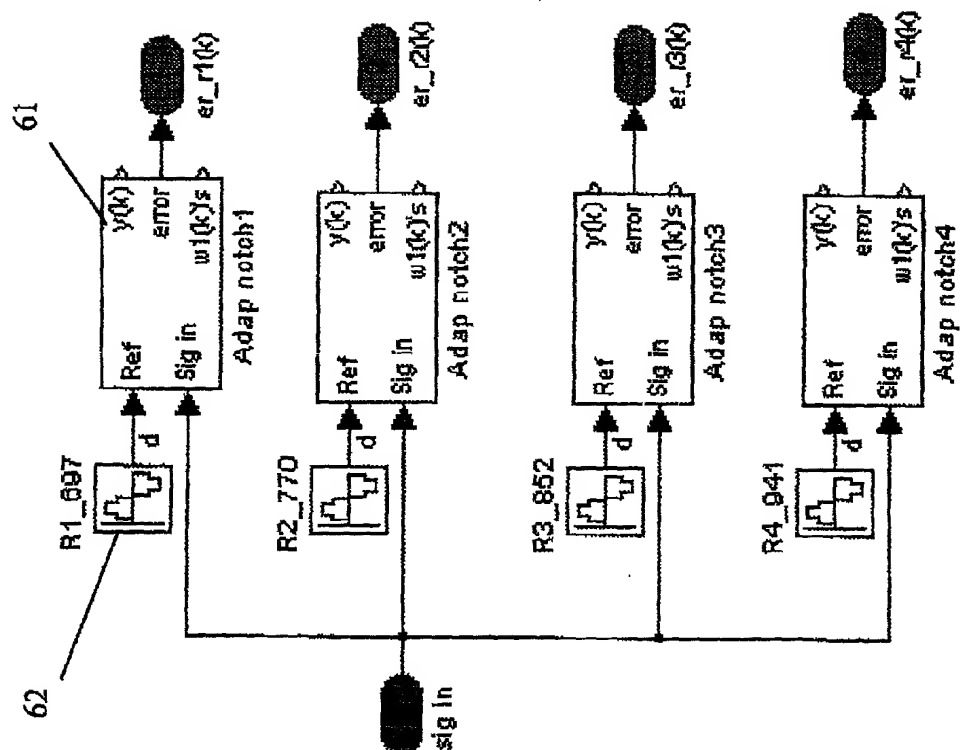 61
62
R1_697
d
Ref
Sig in
y(k)
error
w1(k)'s
Adap notch1
er_r1(k)
R2_770
d
Ref
Sig in
y(k)
error
w1(k)'s
Adap notch2
er_r2(k)
sig in
R3_852
d
Ref
Sig in
y(k)
error
w1(k)'s
Adap notch3
er_r3(k)
R4_941
d
Ref
Sig in
y(k)
error
w1(k)'s
Adap notch4
er_r4(k)